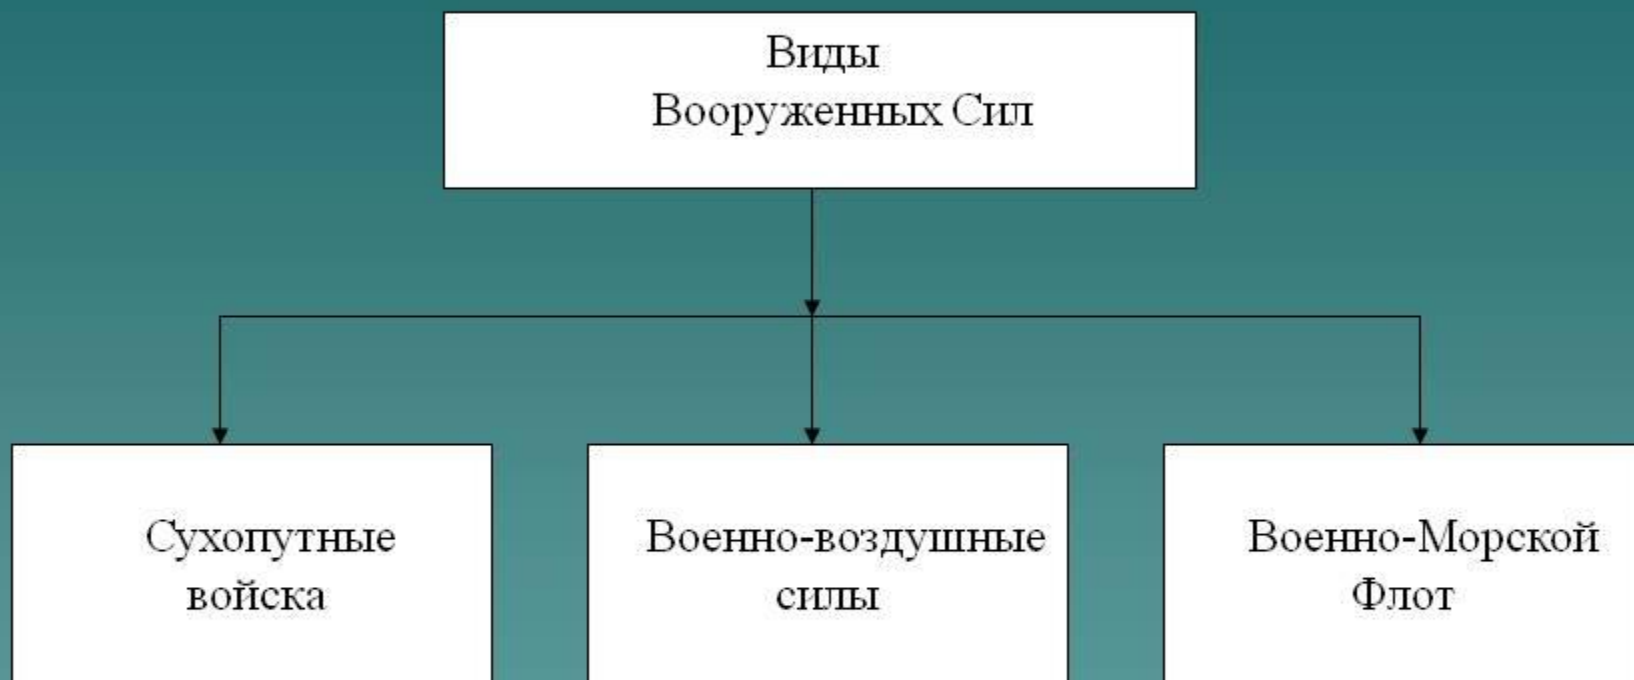 Виды
Вооруженных Сил
Сухопутные
войска
Военно-воздушные
силы
Военно-Морской
Флот